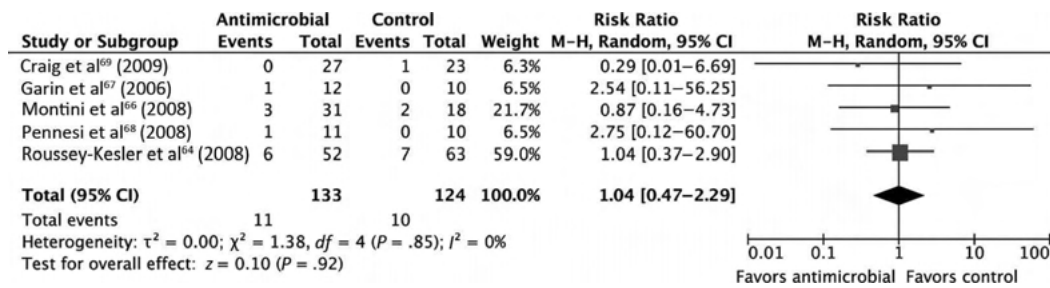 Antimicrobial Control Risk Ratio Risk Ratio
Study or Subgroup Events Total Events Total Weight M–H, Random, 95% CI M–H, Random, 95% CI
Craig et al⁶⁹ (2009) 0 27 1 23 6.3% 0.29 [0.01–6.69]
Garin et al⁶⁷ (2006) 1 12 0 10 6.5% 2.54 [0.11–56.25]
Montini et al⁶⁶ (2008) 3 31 2 18 21.7% 0.87 [0.16–4.73]
Pennesi et al⁶⁸ (2008) 1 11 0 10 6.5% 2.75 [0.12–60.70]
Roussey-Kesler et al⁶⁴ (2008) 6 52 7 63 59.0% 1.04 [0.37–2.90]
Total (95% CI) 133 124 100.0% 1.04 [0.47–2.29]
Total events 11 10
Heterogeneity: τ² = 0.00; χ² = 1.38, df = 4 (P = .85); I² = 0%
Test for overall effect: z = 0.10 (P = .92)
0.01 0.1 1 10 100
Favors antimicrobial Favors control